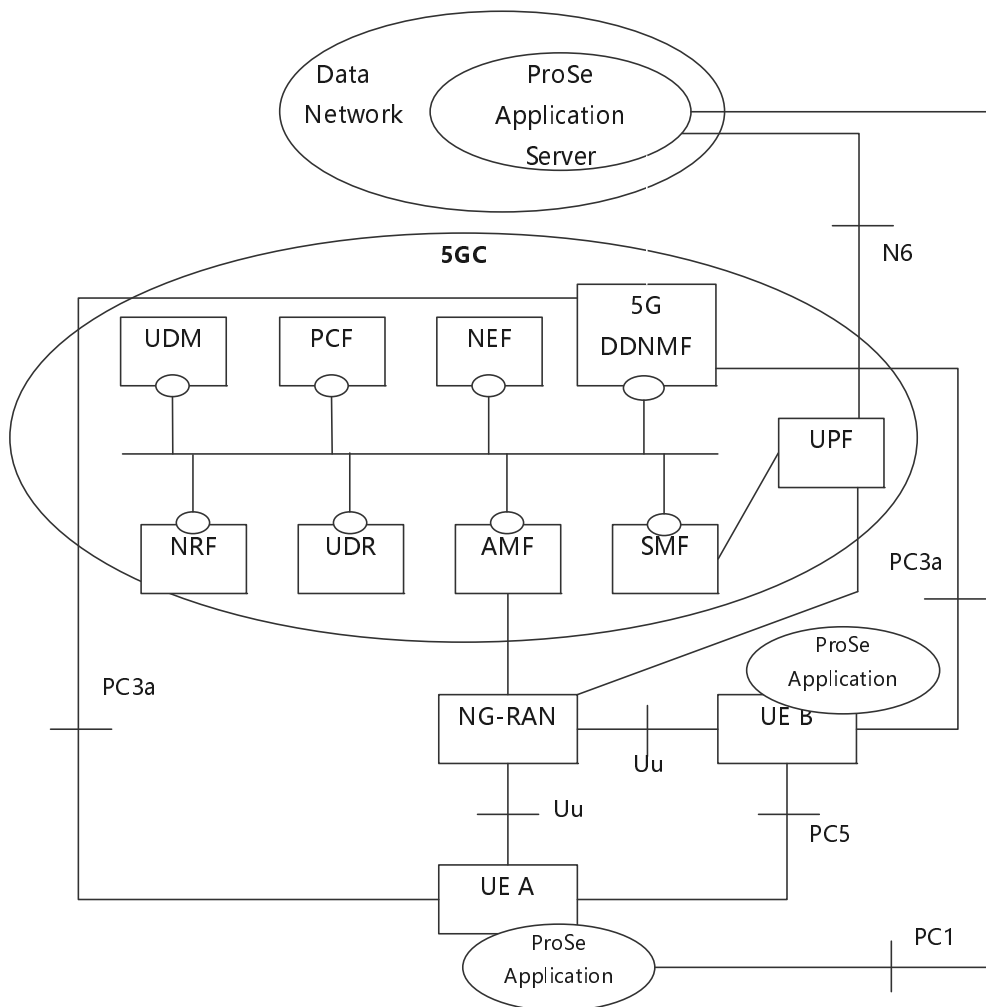 Data
Network
ProSe
Application
Server
N6
5GC
5G
DDNMF
UDM
PCF
NEF
UPF
NRF
UDR
AMF
SMF
PC3a
ProSe
Application
PC3a
NG-RAN
UE B
Uu
Uu
PC5
UE A
ProSe
Application
PC1